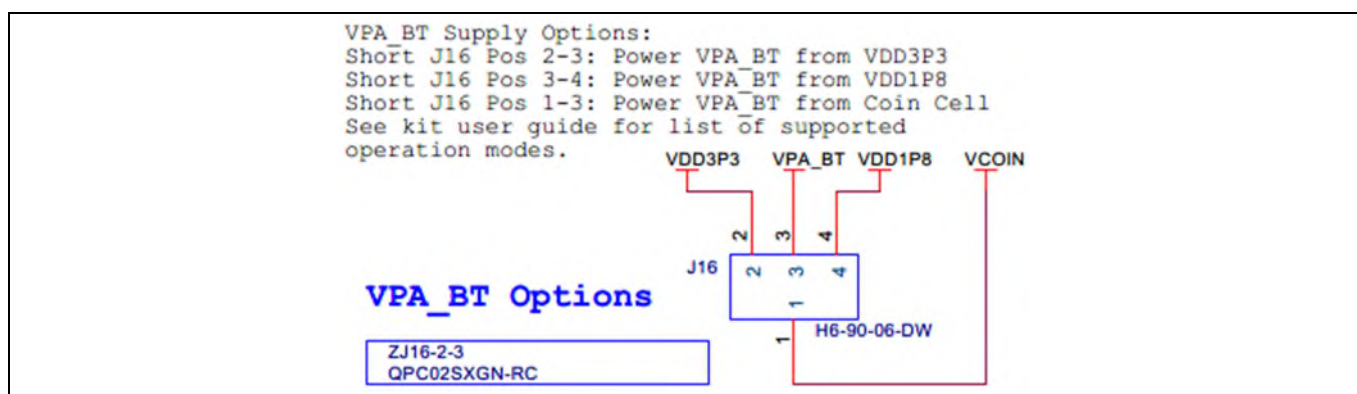 VPA_BT Supply Options:
Short J16 Pos 2-3: Power VPA_BT from VDD3P3
Short J16 Pos 3-4: Power VPA_BT from VDD1P8
Short J16 Pos 1-3: Power VPA_BT from Coin Cell
See kit user guide for list of supported
operation modes.
VDD3P3 VPA_BT VDD1P8 VCOIN
2 3 4
J16 2 3 4
1
VPA_BT Options
1 H6-90-06-DW
ZJ16-2-3
QPC02SXGN-RC